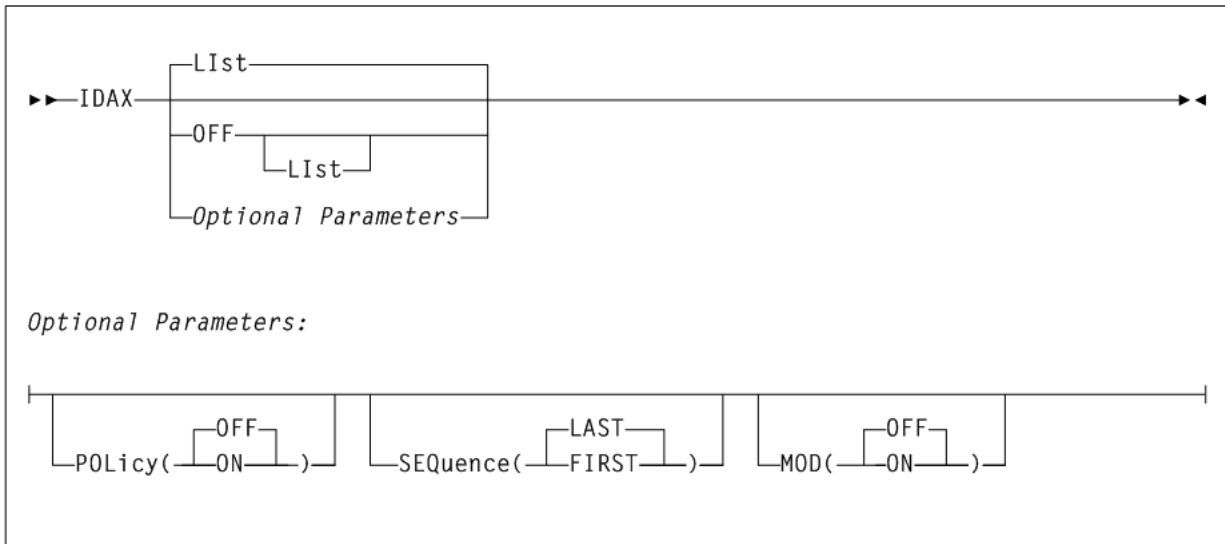 LIst
IDAX
OFF
LIst
Optional Parameters
Optional Parameters:
OFF LAST OFF
POLicy( ON ) SEQuence( FIRST ) MOD( ON )